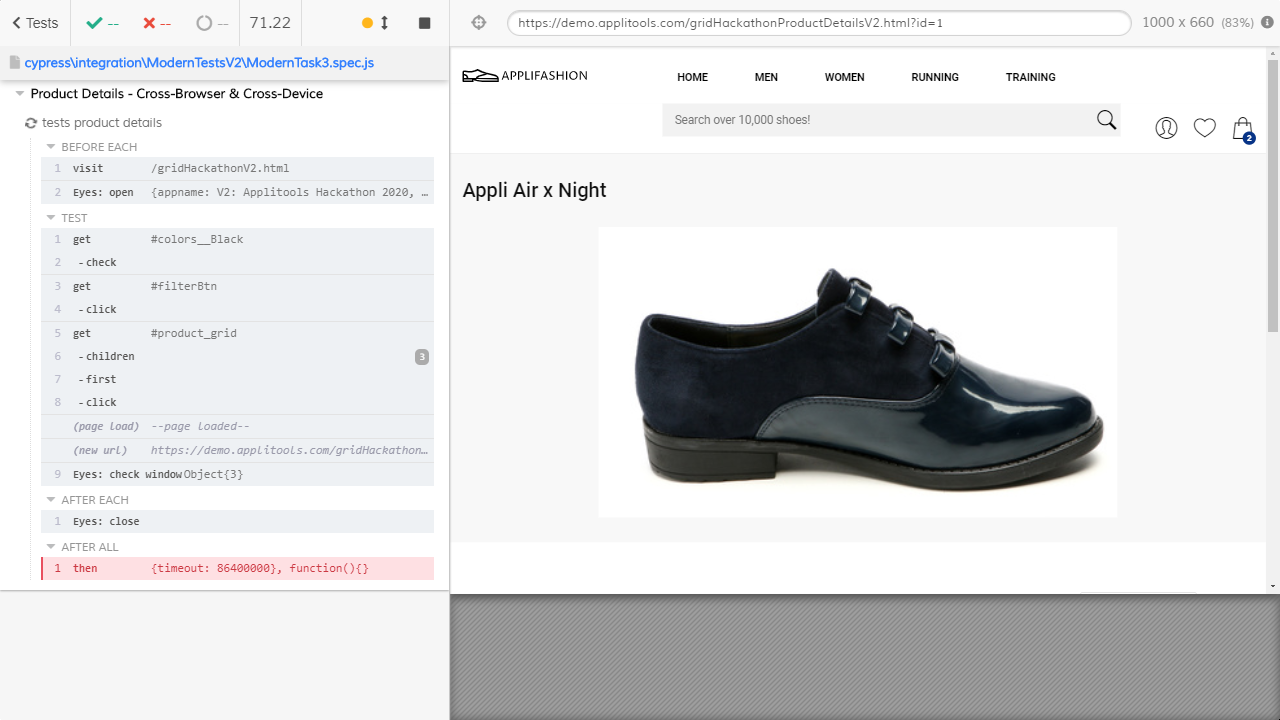 Tests
--
--
--
71.22
https://demo.applitools.com/gridHackathonProductDetailsV2.html?id=1
1000 x 660 (83%)
cypress\integration\ModernTestsV2\ModernTask3.spec.js
Product Details - Cross-Browser & Cross-Device
tests product details
BEFORE EACH
1 visit /gridHackathonV2.html
2 Eyes: open {appname: V2: Applitools Hackathon 2020, …
TEST
1 get #colors__Black
2 - check
3 get #filterBtn
4 - click
5 get #product_grid
6 - children 3
7 - first
8 - click
(page load) --page loaded--
(new url) https://demo.applitools.com/gridHackathon…
9 Eyes: check window Object{3}
AFTER EACH
1 Eyes: close
AFTER ALL
1 then {timeout: 86400000}, function(){}
APPLIFASHION
HOME MEN WOMEN RUNNING TRAINING
Search over 10,000 shoes!
2
Appli Air x Night